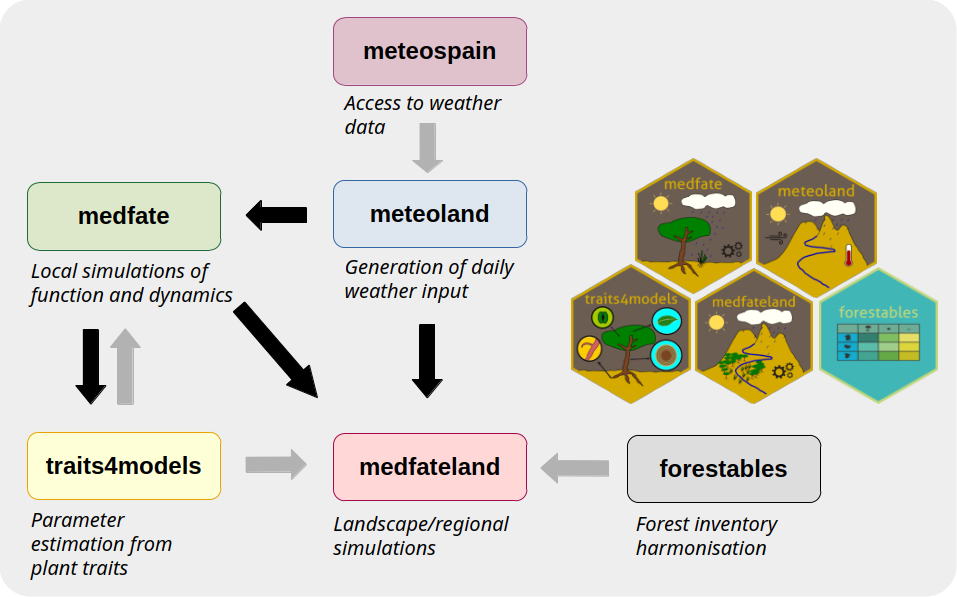 meteospain
Access to weather
data
medfate
meteoland
Local simulations of
function and dynamics
Generation of daily
weather input
medfate
meteoland
traits4models
medfateland
forestables
traits4models
medfateland
forestables
Parameter
estimation from
plant traits
Landscape/regional
simulations
Forest inventory
harmonisation